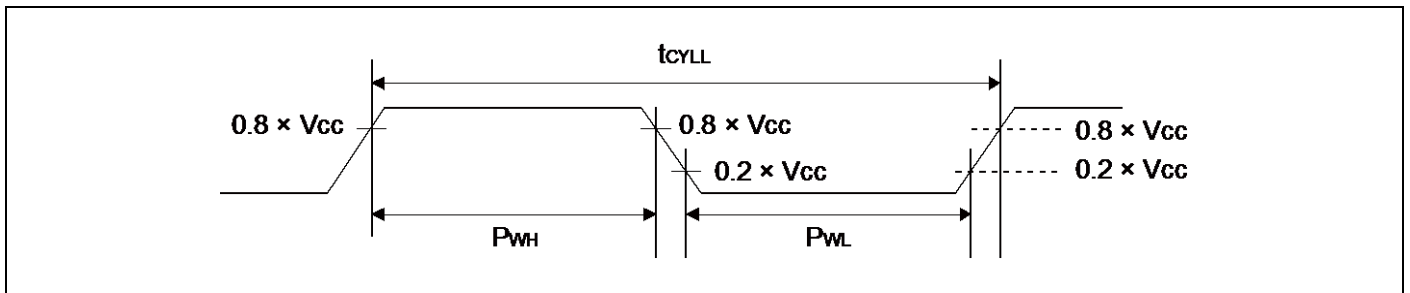 tCYLL
0.8 × VCC
0.8 × VCC
0.8 × VCC
0.2 × VCC
0.2 × VCC
PWH
PWL